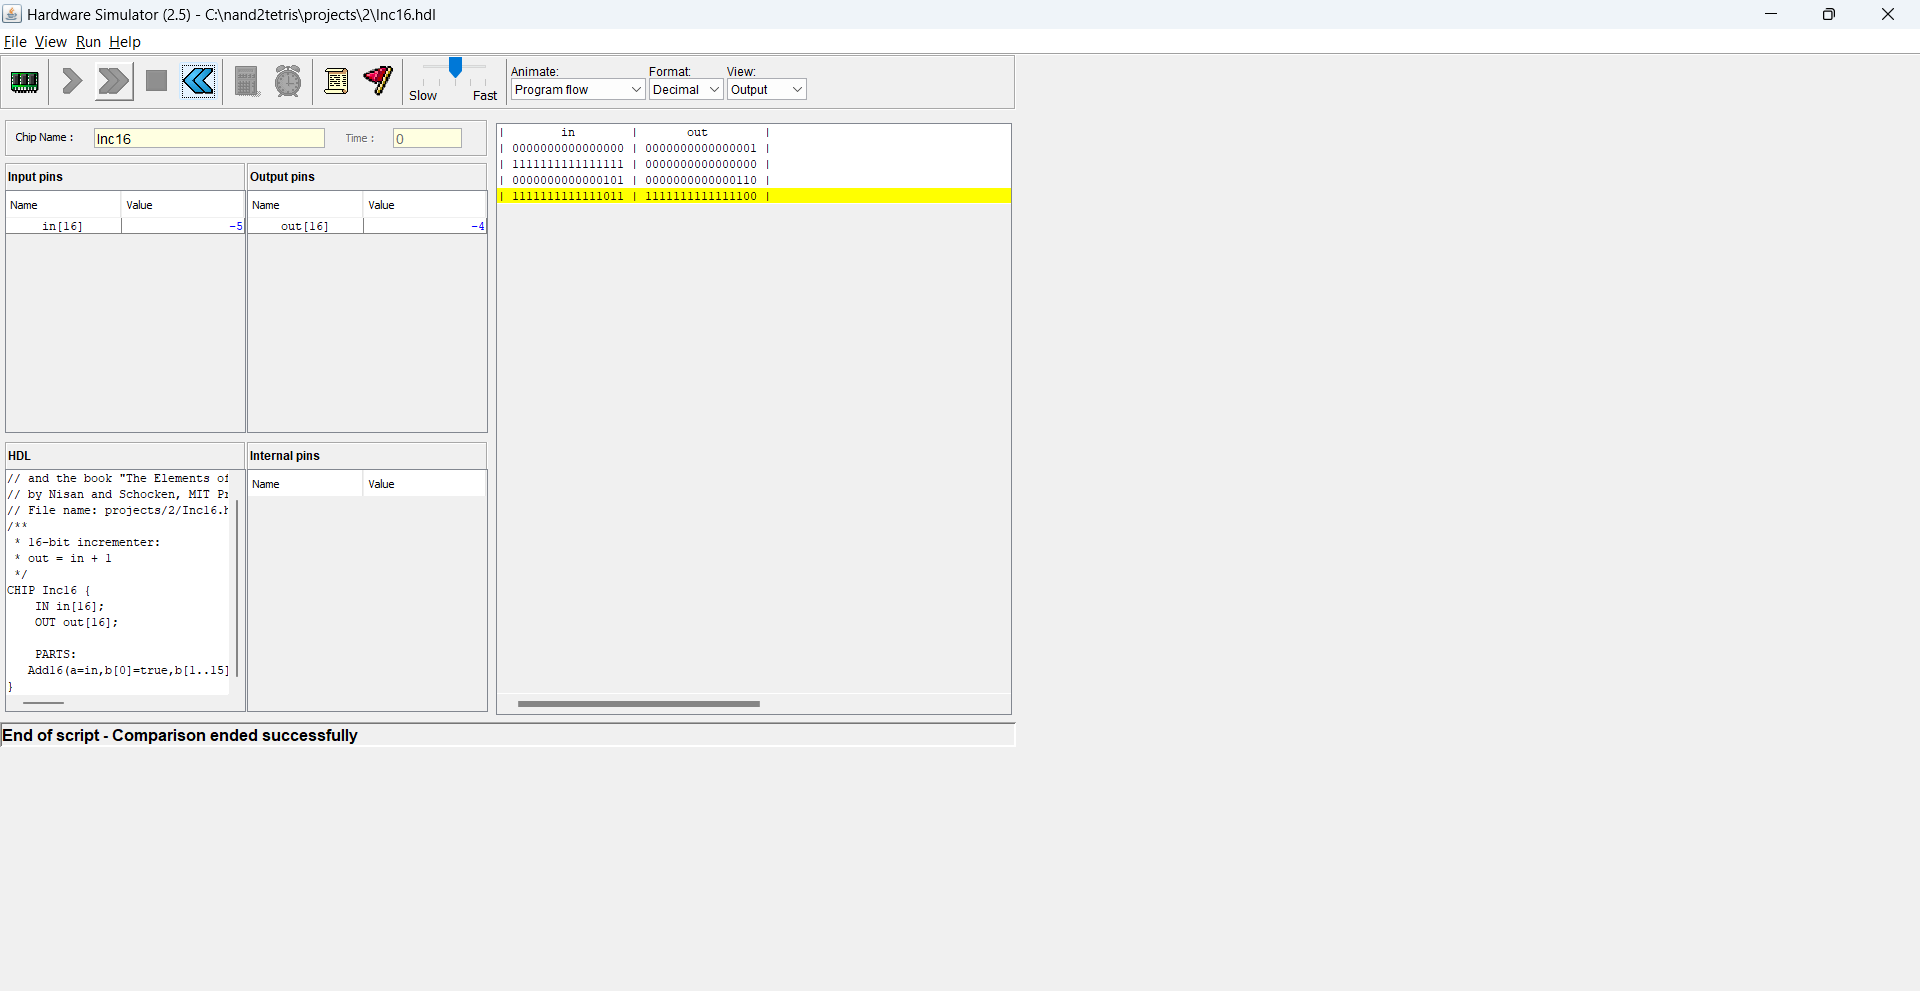 Hardware Simulator (2.5) - C:\nand2tetris\projects\2\Inc16.hdl
File View Run Help
Slow Fast
Animate: Format: View:
Program flow Decimal Output
Chip Name : Inc16 Time : 0
Input pins
Name Value
in[16] -5
Output pins
Name Value
out[16] -4
HDL
// and the book "The Elements of
// by Nisan and Schocken, MIT Pr
// File name: projects/2/Inc16.h
/**
* 16-bit incrementer:
* out = in + 1
*/
CHIP Inc16 {
IN in[16];
OUT out[16];
PARTS:
Add16(a=in,b[0]=true,b[1..15]
}
Internal pins
Name Value
| in | out |
| 0000000000000000 | 0000000000000001 |
| 1111111111111111 | 0000000000000000 |
| 0000000000000101 | 0000000000000110 |
| 1111111111111011 | 1111111111111100 |
End of script - Comparison ended successfully